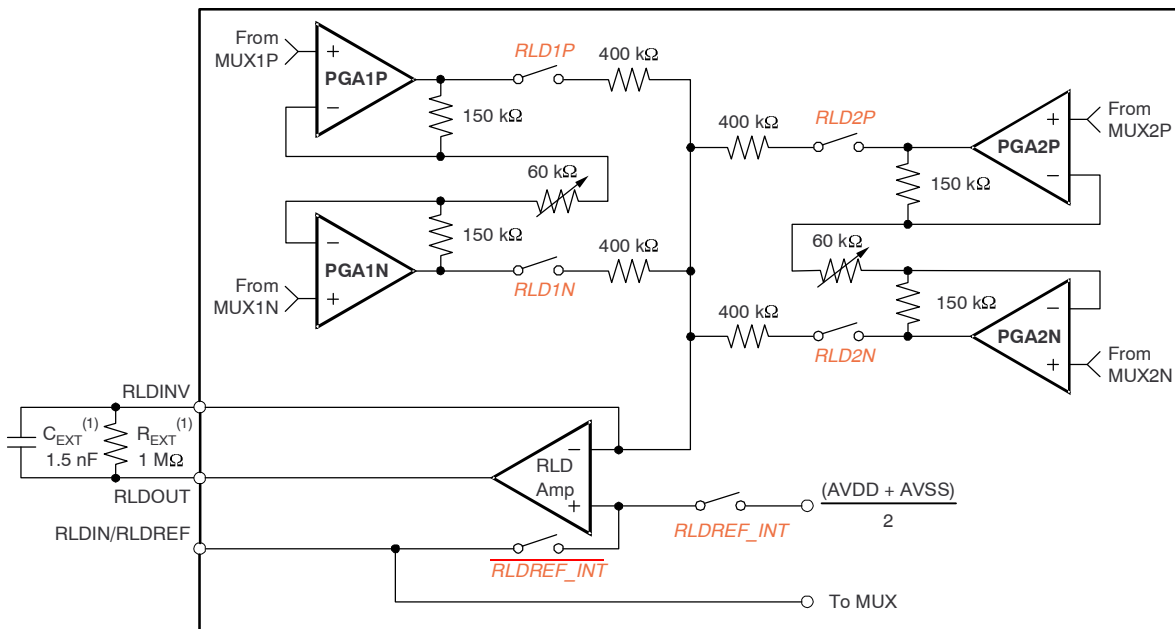 From
MUX1P
+
PGA1P
−
RLD1P
400 kΩ
150 kΩ
60 kΩ
−
PGA1N
+
150 kΩ
From
MUX1N
RLD1N
400 kΩ
400 kΩ
RLD2P
+
PGA2P
−
From
MUX2P
150 kΩ
60 kΩ
150 kΩ
400 kΩ
RLD2N
−
PGA2N
+
From
MUX2N
RLDINV
C_EXT (1)
1.5 nF
R_EXT (1)
1 MΩ
RLDOUT
RLDIN/RLDREF
−
RLD
Amp
+
RLDREF_INT
(AVDD + AVSS)
2
RLDREF_INT
To MUX